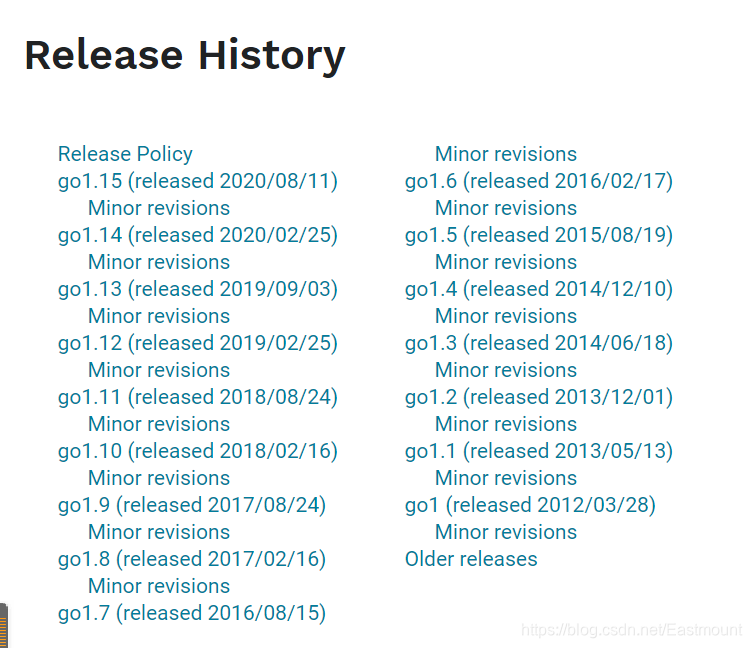 Release History
Release Policy
go1.15 (released 2020/08/11)
Minor revisions
go1.14 (released 2020/02/25)
Minor revisions
go1.13 (released 2019/09/03)
Minor revisions
go1.12 (released 2019/02/25)
Minor revisions
go1.11 (released 2018/08/24)
Minor revisions
go1.10 (released 2018/02/16)
Minor revisions
go1.9 (released 2017/08/24)
Minor revisions
go1.8 (released 2017/02/16)
Minor revisions
go1.7 (released 2016/08/15)
Minor revisions
go1.6 (released 2016/02/17)
Minor revisions
go1.5 (released 2015/08/19)
Minor revisions
go1.4 (released 2014/12/10)
Minor revisions
go1.3 (released 2014/06/18)
Minor revisions
go1.2 (released 2013/12/01)
Minor revisions
go1.1 (released 2013/05/13)
Minor revisions
go1 (released 2012/03/28)
Minor revisions
Older releases
https://blog.csdn.net/Eastmount